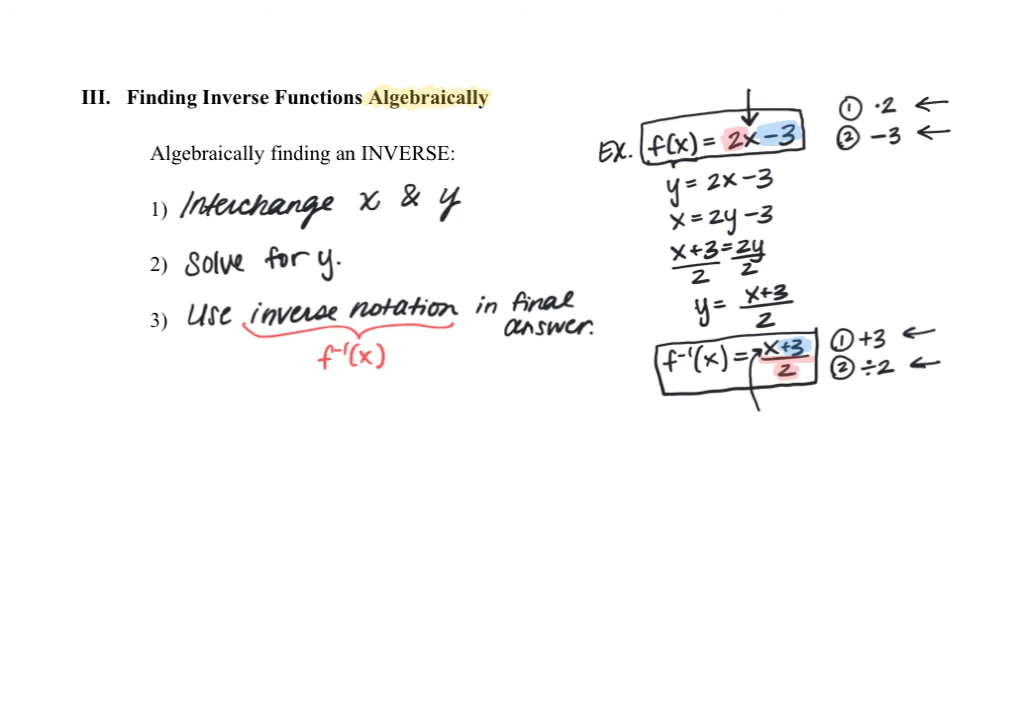 III. Finding Inverse Functions Algebraically
Algebraically finding an INVERSE:
1) Interchange x & y
2) Solve for y.
3) Use inverse notation in final answer.
f⁻¹(x)
EX. f(x) = 2x - 3
① ·2 ←
② -3 ←
y = 2x - 3
x = 2y - 3
x+3 = 2y
2 2
y = x+3
2
f⁻¹(x) = x+3
2
① +3 ←
② ÷2 ←